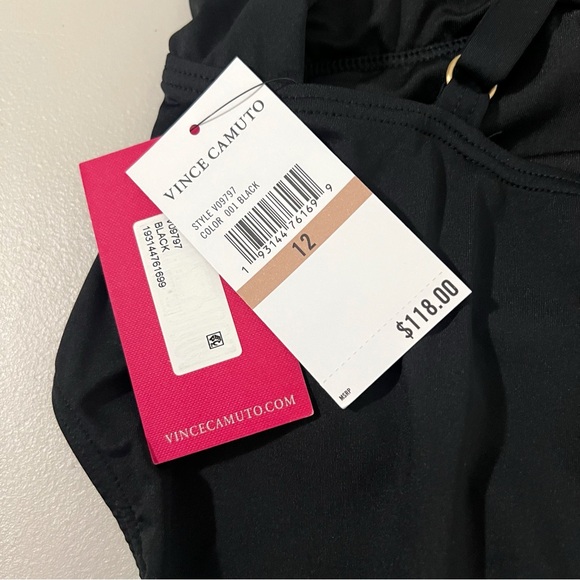 VINCE CAMUTO
STYLE V09797
COLOR 001 BLACK
1 93144 76169 9
12
$118.00
MSRP
V09797
BLACK
193144761699
VINCECAMUTO.COM